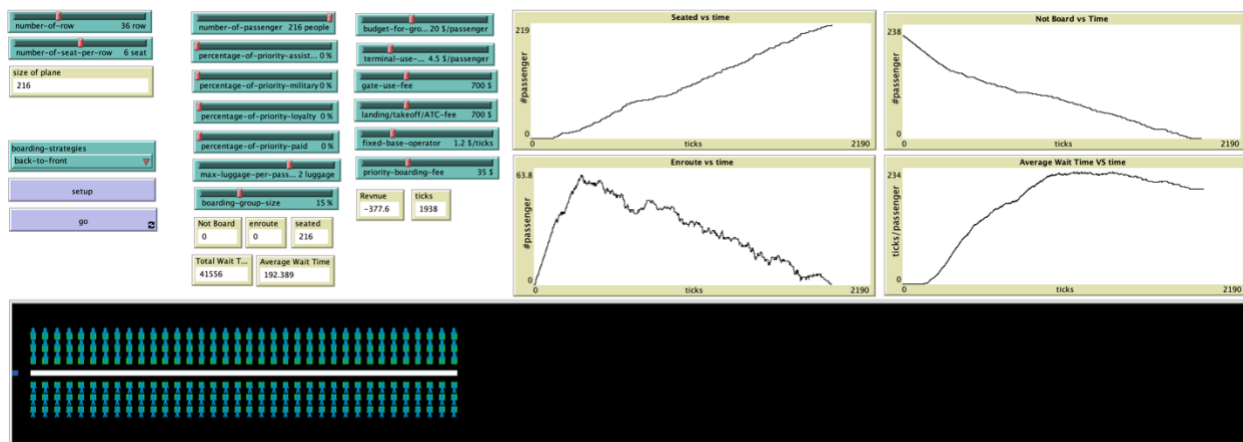 number-of-row 36 row
number-of-seat-per-row 6 seat
size of plane
216
boarding-strategies
back-to-front
setup
go
number-of-passenger 216 people
percentage-of-priority-assist... 0 %
percentage-of-priority-military 0 %
percentage-of-priority-loyalty 0 %
percentage-of-priority-paid 0 %
max-luggage-per-pass... 2 luggage
boarding-group-size 15 %
Not Board
0
enroute
0
seated
216
Total Wait T...
41556
Average Wait Time
192.389
budget-for-gro... 20 $/passenger
terminal-use-... 4.5 $/passenger
gate-use-fee 700 $
landing/takeoff/ATC-fee 700 $
fixed-base-operator 1.2 $/ticks
priority-boarding-fee 35 $
Revnue
-377.6
ticks
1938
Seated vs time
219
#passenger
0
0
ticks
2190
Not Board vs Time
238
#passenger
0
0
ticks
2190
Enroute vs time
63.8
#passenger
0
0
ticks
2190
Average Wait Time VS time
234
ticks/passenger
0
0
ticks
2190